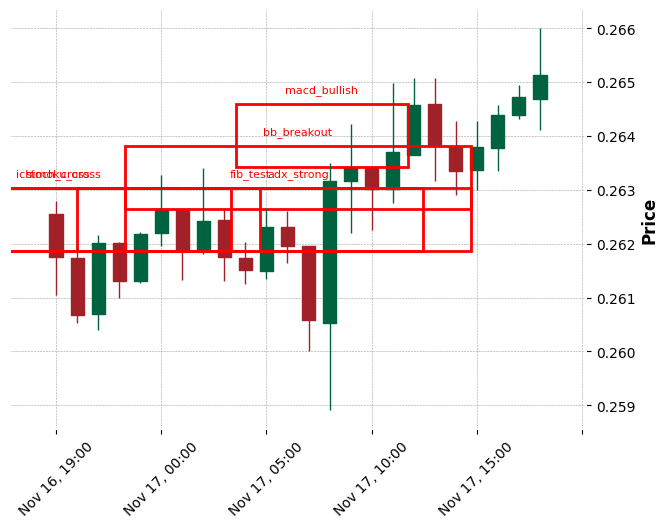 macd_bullish
bb_breakout
fib_test
adx_strong
0.266
0.265
0.264
0.263
0.262
0.261
0.260
0.259
Price
Nov 16, 19:00
Nov 17, 00:00
Nov 17, 05:00
Nov 17, 10:00
Nov 17, 15:00